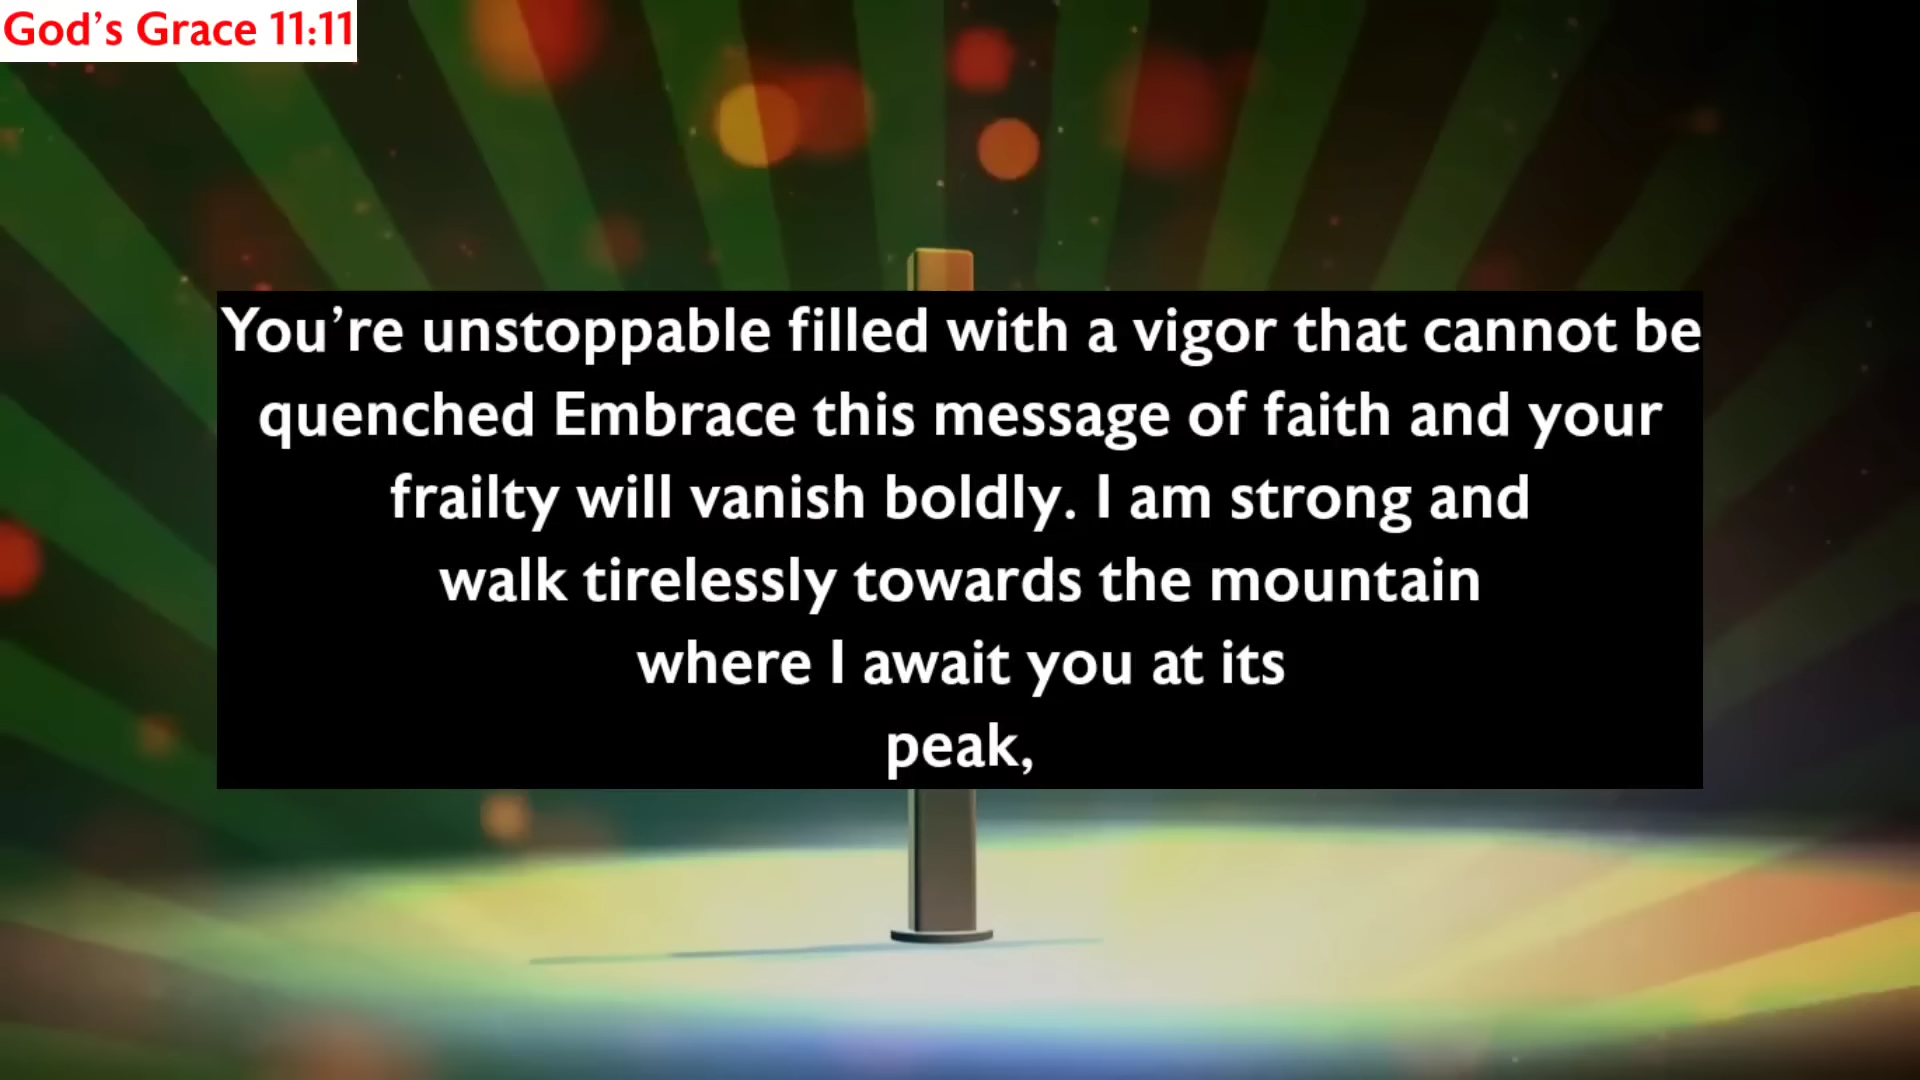 God’s Grace 11:11
You’re unstoppable filled with a vigor that cannot be
quenched Embrace this message of faith and your
frailty will vanish boldly. I am strong and
walk tirelessly towards the mountain
where I await you at its
peak,